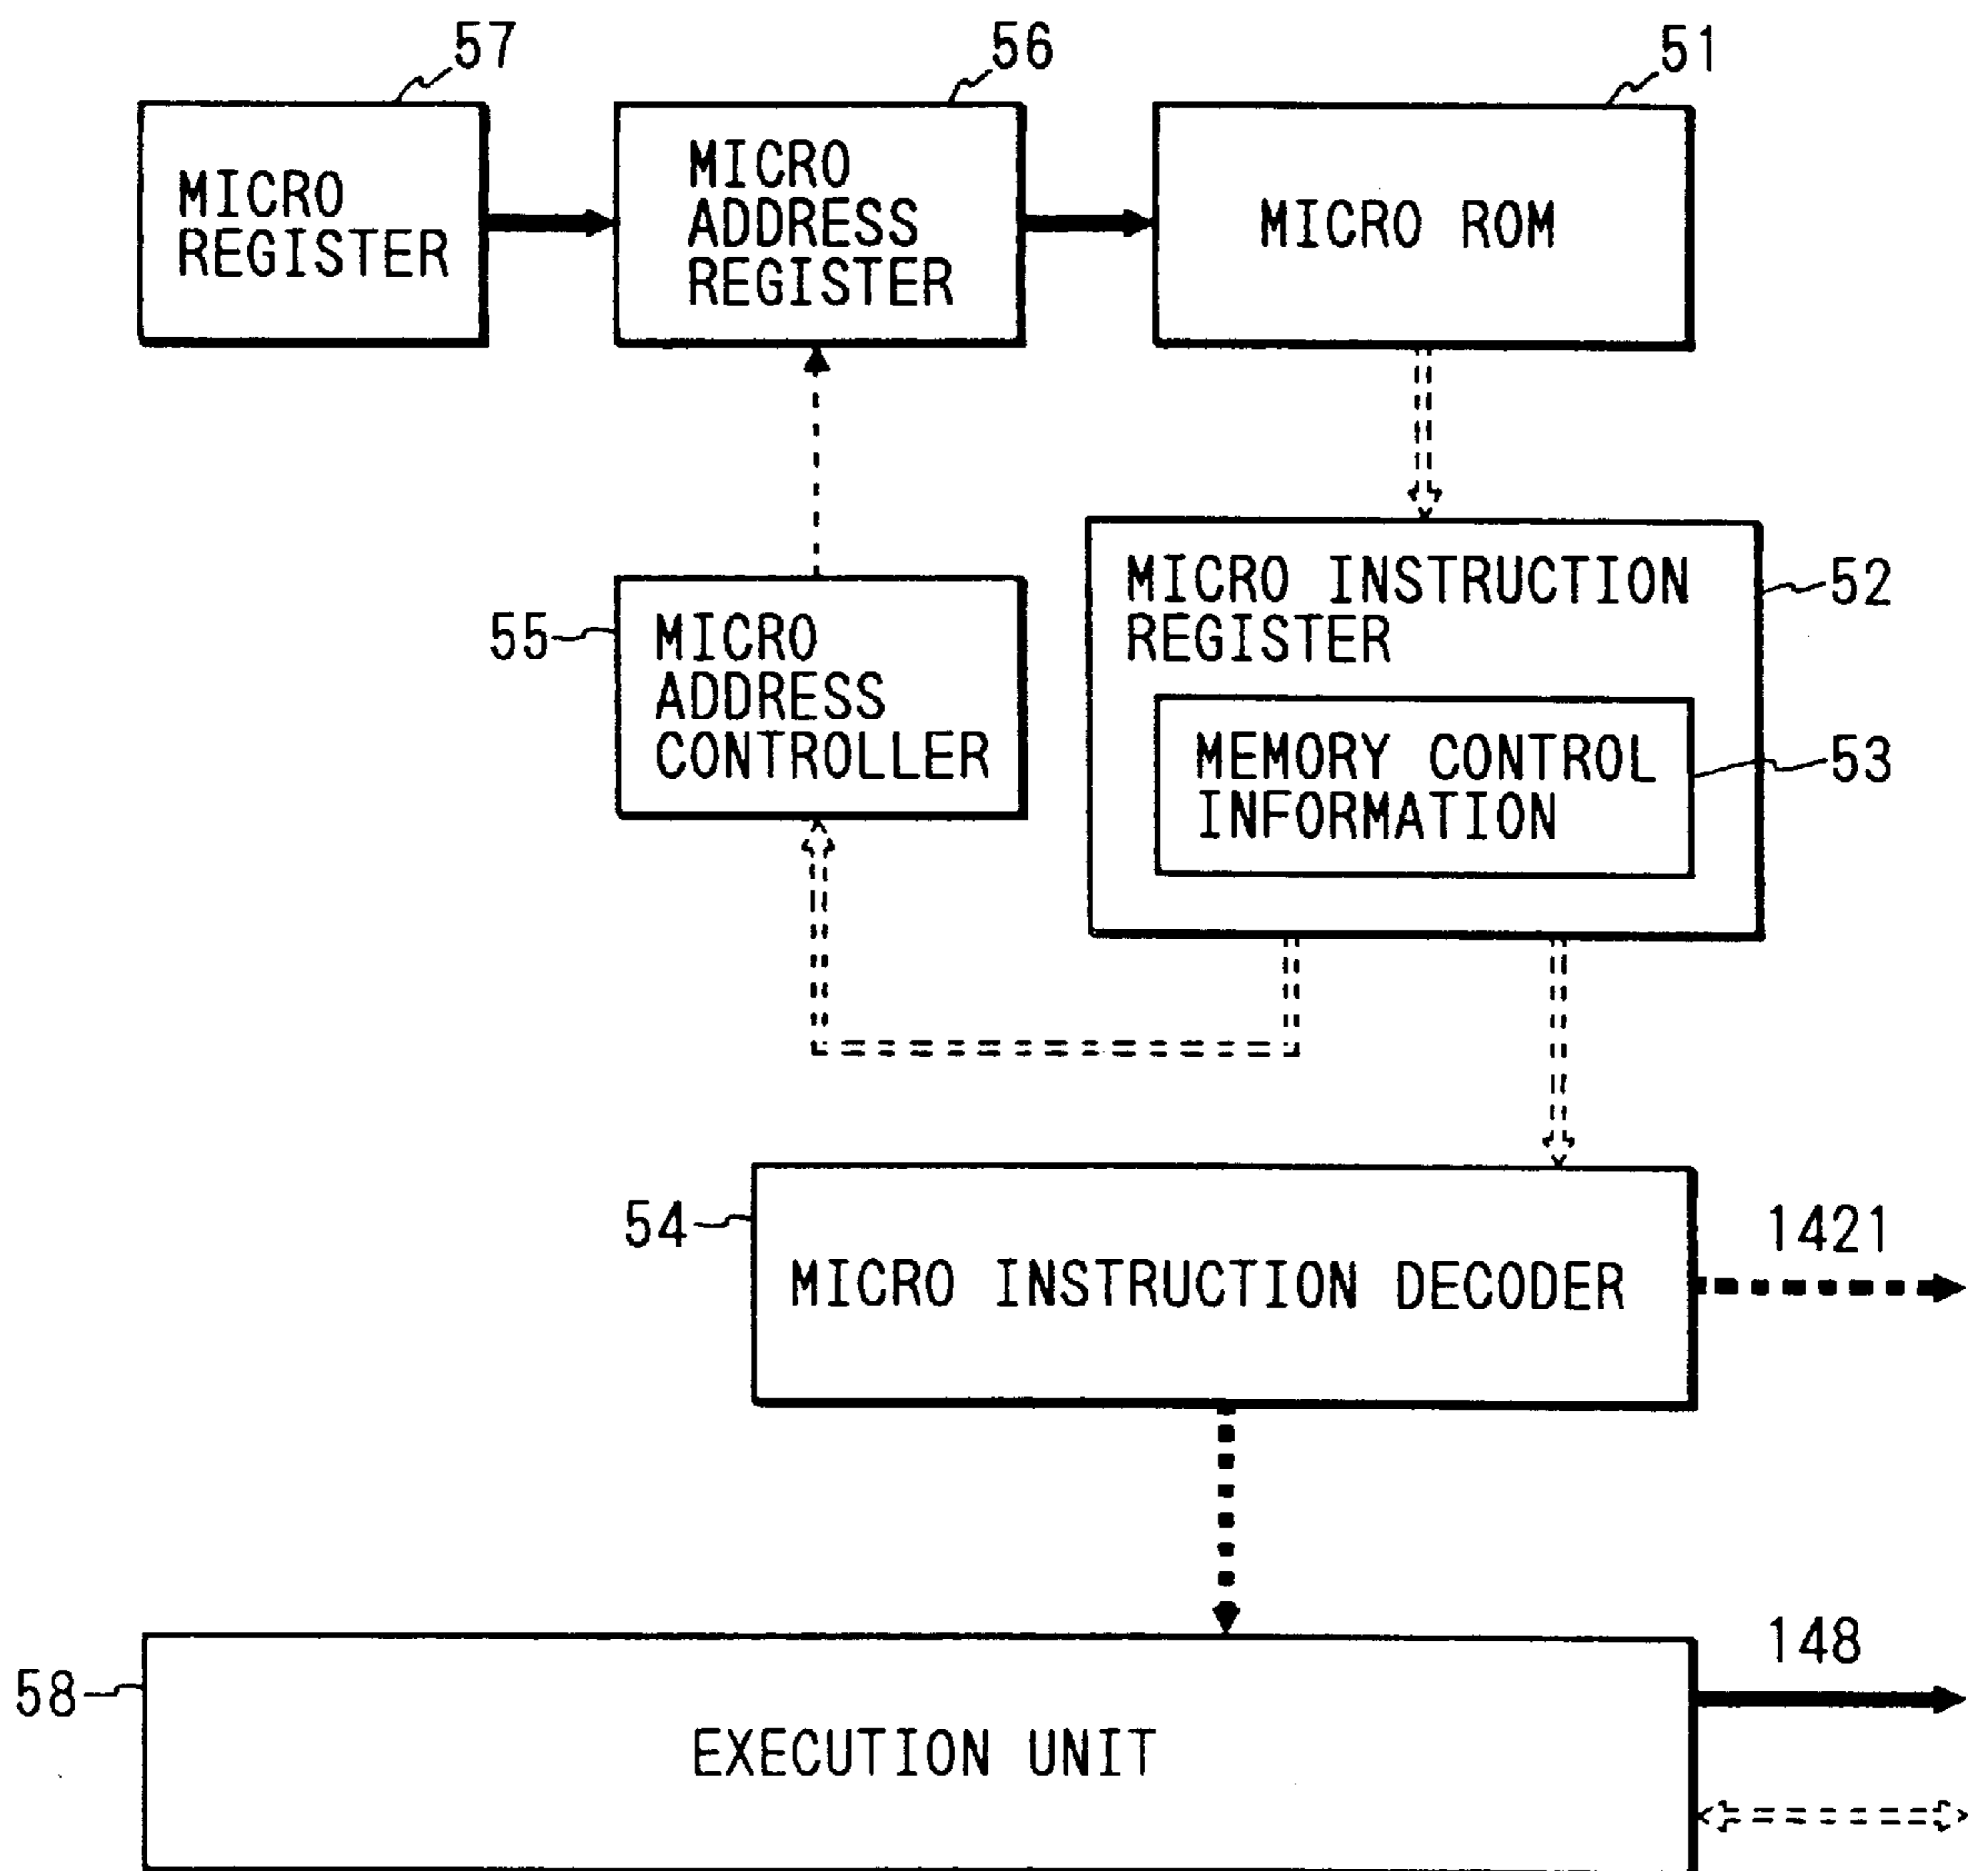 57
56
51
MICRO
REGISTER
MICRO
ADDRESS
REGISTER
MICRO ROM
55
MICRO
ADDRESS
CONTROLLER
MICRO INSTRUCTION
REGISTER
52
MEMORY CONTROL
INFORMATION
53
54
MICRO INSTRUCTION DECODER
1421
58
EXECUTION UNIT
148